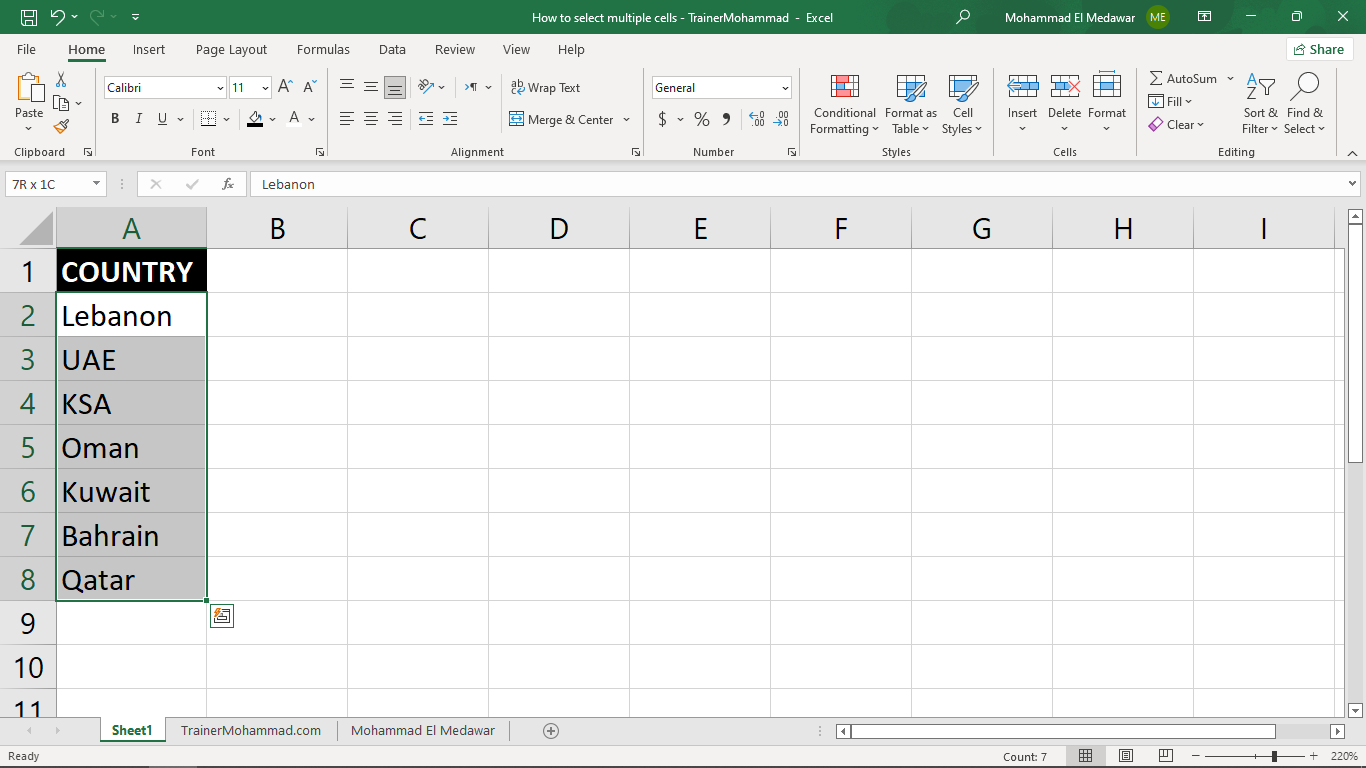 How to select multiple cells - TrainerMohammad - Excel
Mohammad El Medawar ME
File Home Insert Page Layout Formulas Data Review View Help Share
Paste
Calibri 11
B I U A
ab Wrap Text
Merge & Center
General
$ % 9
Conditional Formatting
Format as Table
Cell Styles
Insert Delete Format
AutoSum
Fill
Clear
Sort & Filter
Find & Select
Clipboard Font Alignment Number Styles Cells Editing
7R x 1C fx Lebanon
A B C D E F G H I
1 COUNTRY
2 Lebanon
3 UAE
4 KSA
5 Oman
6 Kuwait
7 Bahrain
8 Qatar
9
10
11
Sheet1 TrainerMohammad.com Mohammad El Medawar
Ready Count: 7 220%